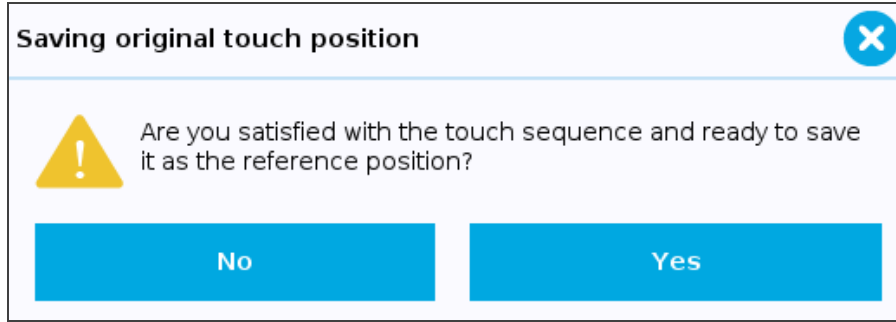 Saving original touch position
Are you satisfied with the touch sequence and ready to save
it as the reference position?
No
Yes